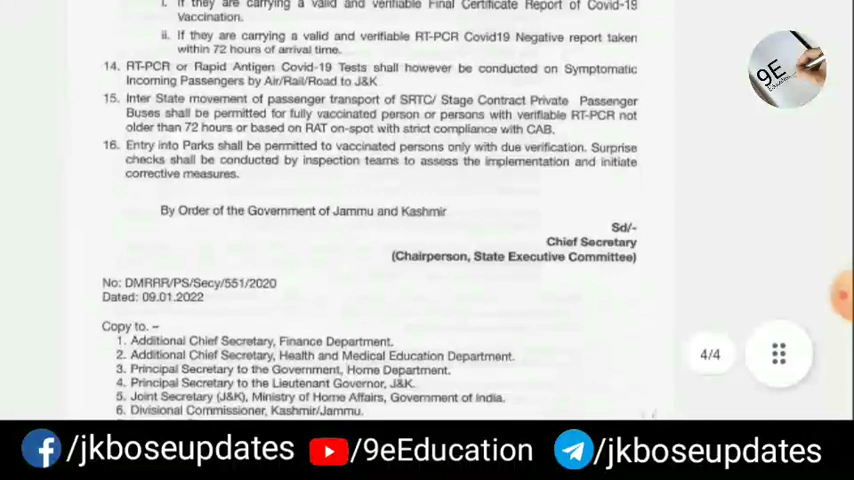 i. If they are carrying a valid and verifiable Final Certificate Report of Covid-19
Vaccination.
ii. If they are carrying a valid and verifiable RT-PCR Covid19 Negative report taken
within 72 hours of arrival time.
14. RT-PCR or Rapid Antigen Covid-19 Tests shall however be conducted on Symptomatic
Incoming Passengers by Air/Rail/Road to J&K
15. Inter State movement of passenger transport of SRTC/ Stage Contract Private Passenger
Buses shall be permitted for fully vaccinated person or persons with verifiable RT-PCR not
older than 72 hours or based on RAT on-spot with strict compliance with CAB.
16. Entry into Parks shall be permitted to vaccinated persons only with due verification. Surprise
checks shall be conducted by inspection teams to assess the implementation and initiate
corrective measures.
By Order of the Government of Jammu and Kashmir
Sd/-
Chief Secretary
(Chairperson, State Executive Committee)
No: DMRRR/PS/Secy/551/2020
Dated: 09.01.2022
Copy to. –
1. Additional Chief Secretary, Finance Department.
2. Additional Chief Secretary, Health and Medical Education Department.
3. Principal Secretary to the Government, Home Department.
4. Principal Secretary to the Lieutenant Governor, J&K.
5. Joint Secretary (J&K), Ministry of Home Affairs, Government of India.
6. Divisional Commissioner, Kashmir/Jammu.
4/4
9E
Education
/jkboseupdates
/9eEducation
/jkboseupdates